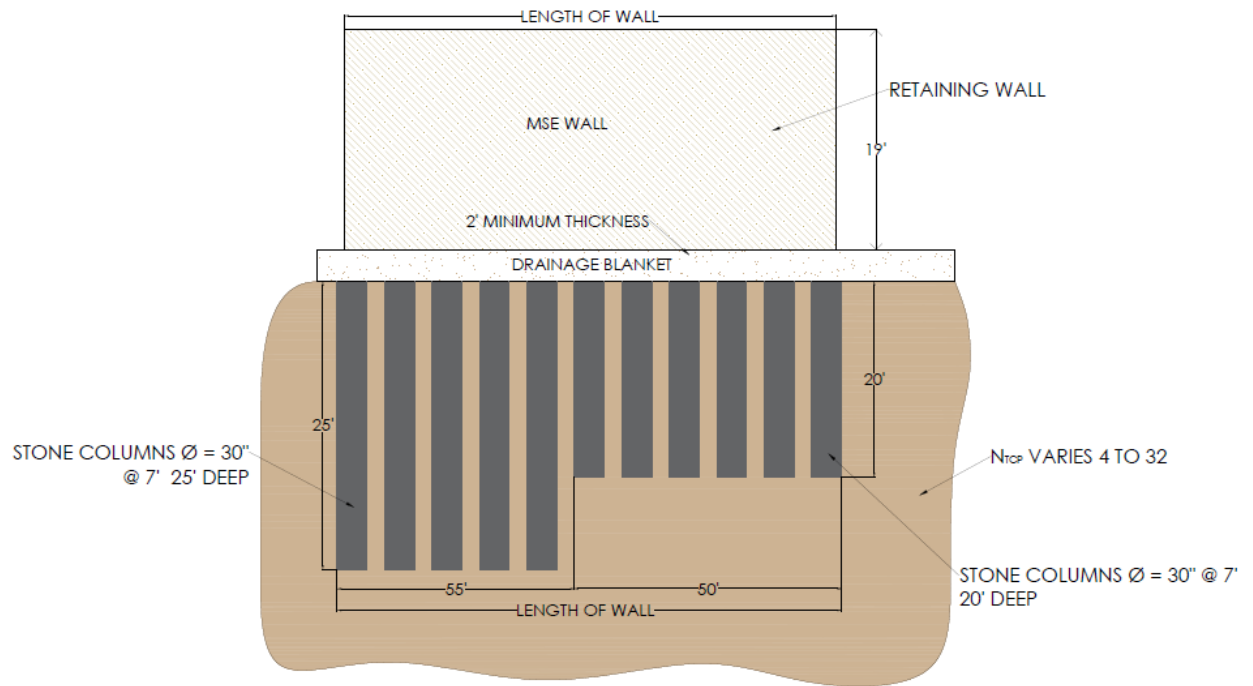 LENGTH OF WALL
RETAINING WALL
MSE WALL
19'
2' MINIMUM THICKNESS
DRAINAGE BLANKET
20'
25'
STONE COLUMNS Ø = 30"
@ 7' 25' DEEP
NTCP VARIES 4 TO 32
STONE COLUMNS Ø = 30" @ 7'
20' DEEP
55'
50'
LENGTH OF WALL